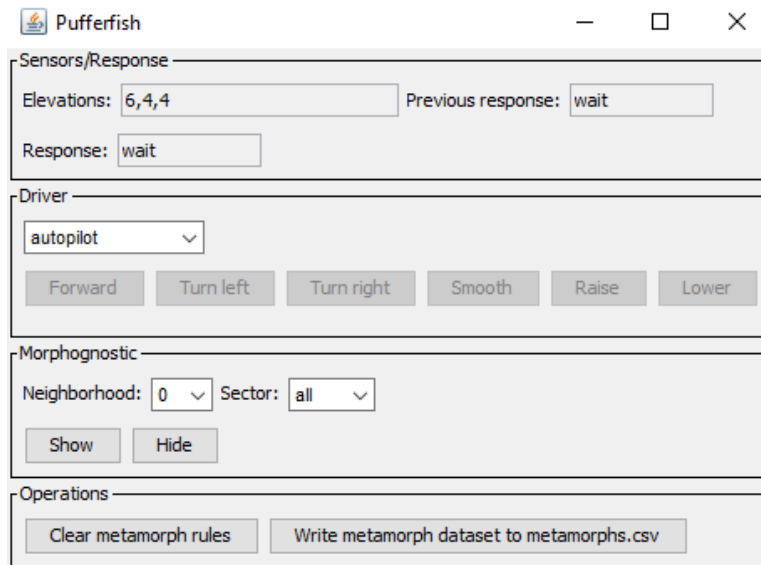 Pufferfish
Sensors/Response
Elevations: 6,4,4 Previous response: wait
Response: wait
Driver
autopilot
Forward Turn left Turn right Smooth Raise Lower
Morphognostic
Neighborhood: 0 Sector: all
Show Hide
Operations
Clear metamorph rules Write metamorph dataset to metamorphs.csv